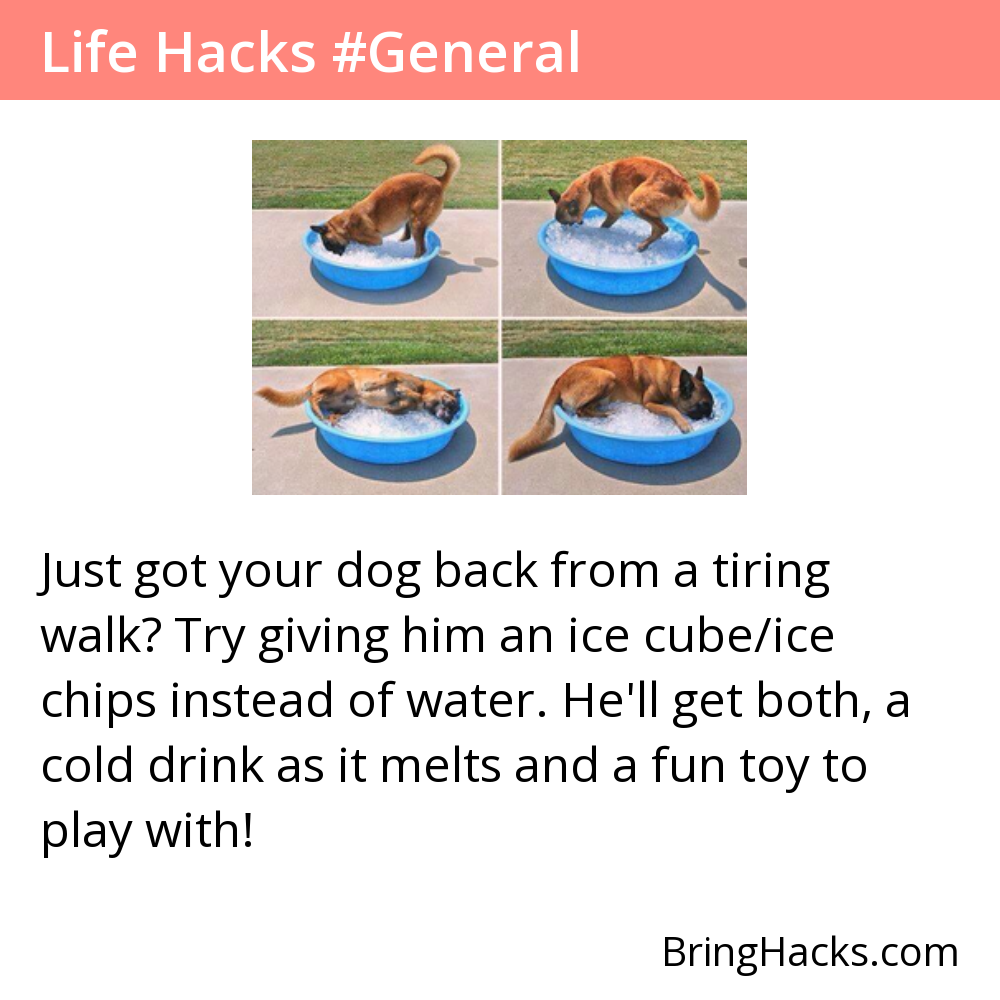 Life Hacks #General
Just got your dog back from a tiring
walk? Try giving him an ice cube/ice
chips instead of water. He'll get both, a
cold drink as it melts and a fun toy to
play with!
BringHacks.com